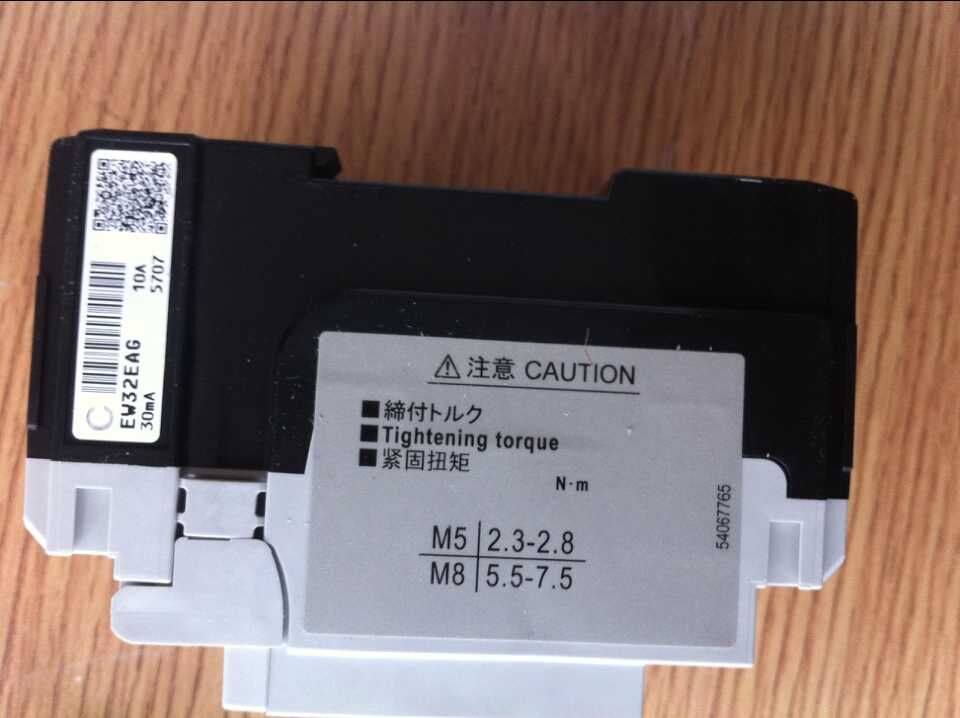 EW32EAG 10A
30mA 5707
⚠ 注意 CAUTION
■締付トルク
■Tightening torque
■紧固扭矩
N·m
M5 2.3-2.8
M8 5.5-7.5
54067765